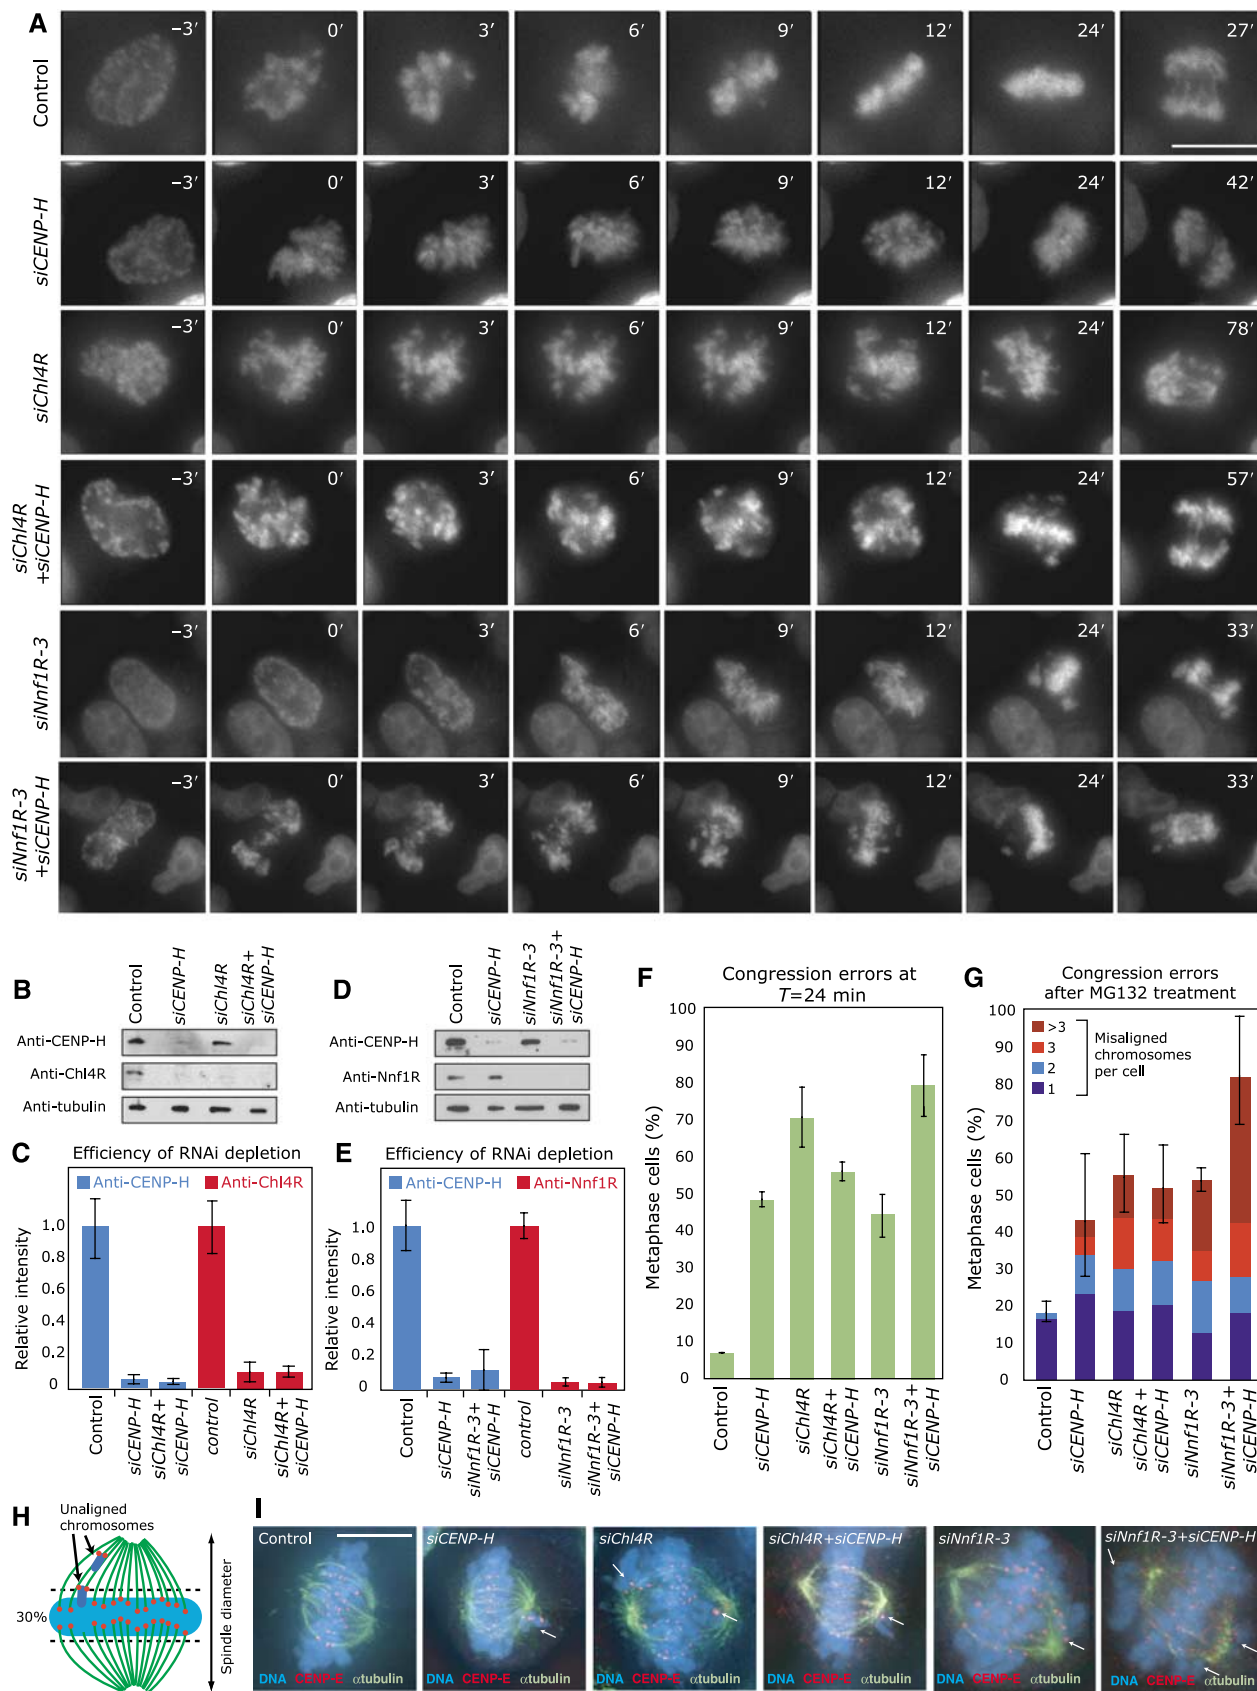 A
Control
−3′ 0′ 3′ 6′ 9′ 12′ 24′ 27′
siCENP-H
−3′ 0′ 3′ 6′ 9′ 12′ 24′ 42′
siChl4R
−3′ 0′ 3′ 6′ 9′ 12′ 24′ 78′
siChl4R
+siCENP-H
−3′ 0′ 3′ 6′ 9′ 12′ 24′ 57′
siNnf1R-3
−3′ 0′ 3′ 6′ 9′ 12′ 24′ 33′
siNnf1R-3
+siCENP-H
−3′ 0′ 3′ 6′ 9′ 12′ 24′ 33′
B
Control
siCENP-H
siChl4R
siChl4R+
siCENP-H
Anti-CENP-H
Anti-Chl4R
Anti-tubulin
C
Efficiency of RNAi depletion
Anti-CENP-H
Anti-Chl4R
Relative intensity
1.0
0.8
0.6
0.4
0.2
0
Control
siCENP-H
siChl4R+
siCENP-H
control
siChl4R
siChl4R+
siCENP-H
D
Control
siCENP-H
siNnf1R-3
siNnf1R-3+
siCENP-H
Anti-CENP-H
Anti-Nnf1R
Anti-tubulin
E
Efficiency of RNAi depletion
Anti-CENP-H
Anti-Nnf1R
Relative intensity
1.0
0.8
0.6
0.4
0.2
0
Control
siCENP-H
siNnf1R-3+
siCENP-H
control
siNnf1R-3
siNnf1R-3+
siCENP-H
F
Congression errors at
T=24 min
Metaphase cells (%)
100
90
80
70
60
50
40
30
20
10
0
Control
siCENP-H
siChl4R
siChl4R+
siCENP-H
siNnf1R-3
siNnf1R-3+
siCENP-H
G
Congression errors
after MG132 treatment
>3
3
2
1
Misaligned
chromosomes
per cell
Metaphase cells (%)
100
90
80
70
60
50
40
30
20
10
0
Control
siCENP-H
siChl4R
siChl4R+
siCENP-H
siNnf1R-3
siNnf1R-3+
siCENP-H
H
Unaligned
chromosomes
30%
Spindle diameter
I
Control
DNA CENP-E αtubulin
siCENP-H
DNA CENP-E αtubulin
siChl4R
DNA CENP-E αtubulin
siChl4R+siCENP-H
DNA CENP-E αtubulin
siNnf1R-3
DNA CENP-E αtubulin
siNnf1R-3+siCENP-H
DNA CENP-E αtubulin